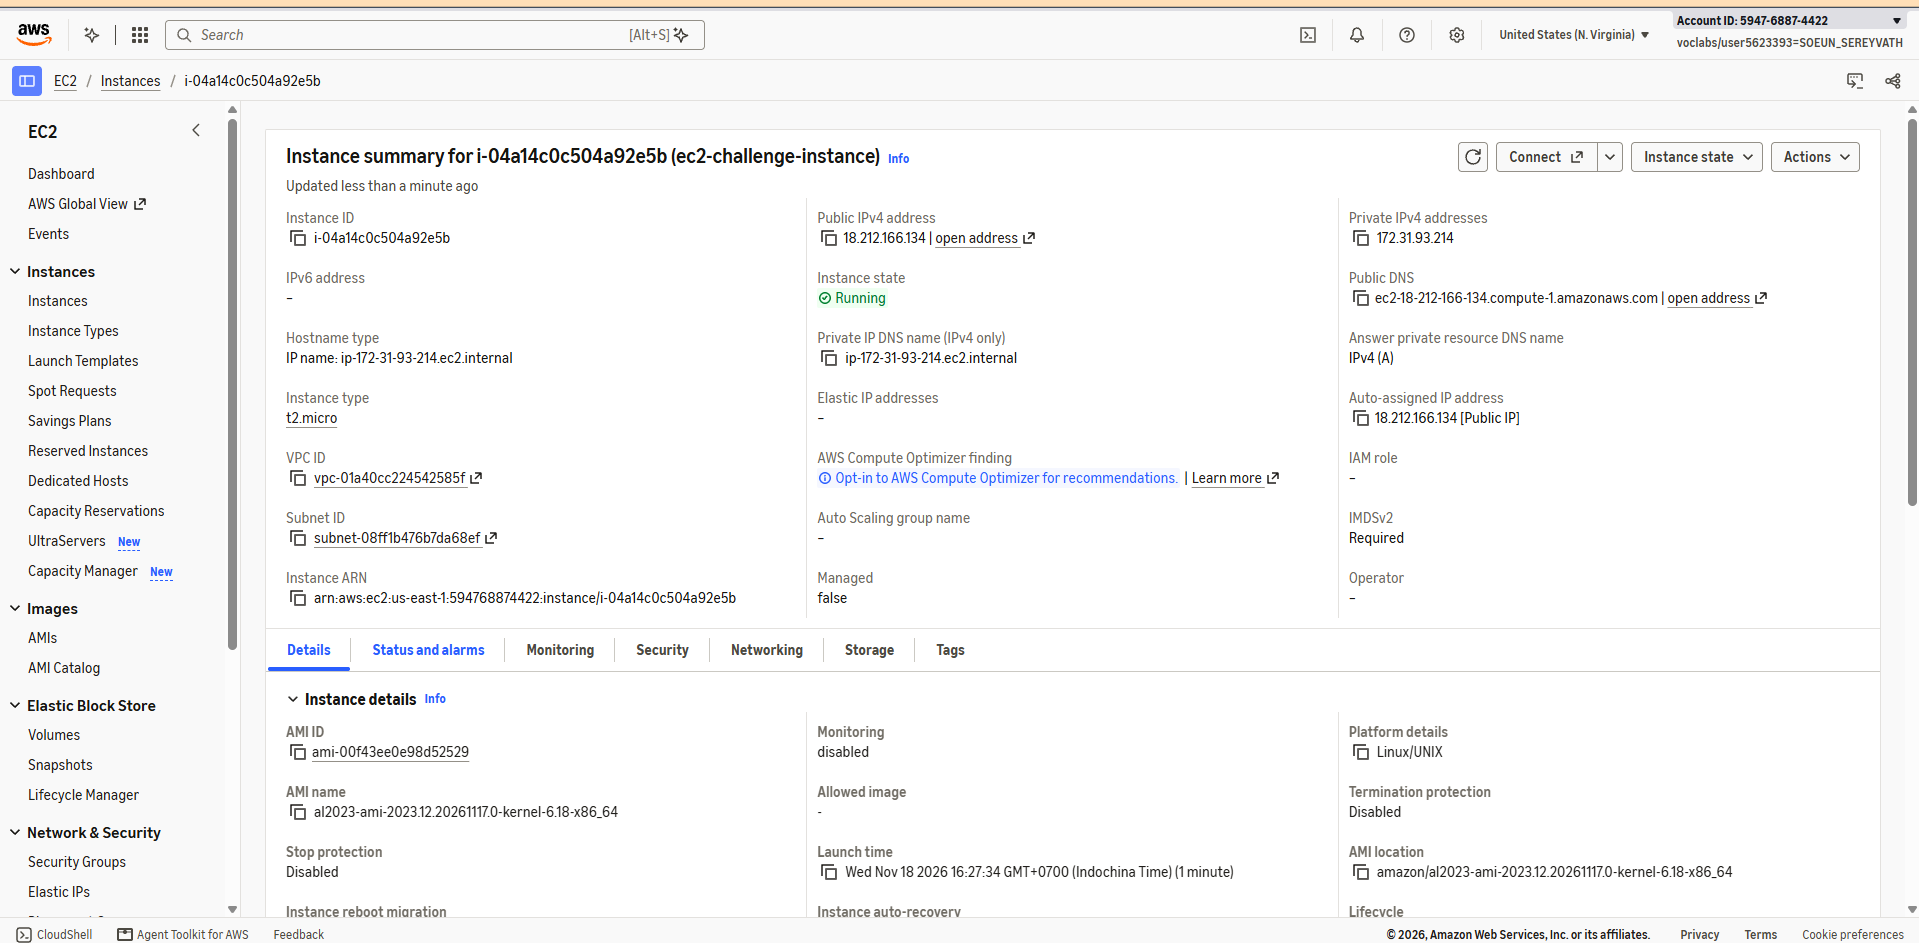 aws
Search [Alt+S]
United States (N. Virginia)
Account ID: 5947-6887-4422
voclabs/user5623393=SOEUN_SEREYVATH
EC2 / Instances / i-04a14c0c504a92e5b
EC2
Dashboard
AWS Global View
Events
Instances
Instances
Instance Types
Launch Templates
Spot Requests
Savings Plans
Reserved Instances
Dedicated Hosts
Capacity Reservations
UltraServers New
Capacity Manager New
Images
AMIs
AMI Catalog
Elastic Block Store
Volumes
Snapshots
Lifecycle Manager
Network & Security
Security Groups
Elastic IPs
Instance summary for i-04a14c0c504a92e5b (ec2-challenge-instance) Info
Updated less than a minute ago
Connect
Instance state
Actions
Instance ID
i-04a14c0c504a92e5b
Public IPv4 address
18.212.166.134 | open address
Private IPv4 addresses
172.31.93.214
IPv6 address
–
Instance state
Running
Public DNS
ec2-18-212-166-134.compute-1.amazonaws.com | open address
Hostname type
IP name: ip-172-31-93-214.ec2.internal
Private IP DNS name (IPv4 only)
ip-172-31-93-214.ec2.internal
Answer private resource DNS name
IPv4 (A)
Instance type
t2.micro
Elastic IP addresses
–
Auto-assigned IP address
18.212.166.134 [Public IP]
VPC ID
vpc-01a40cc224542585f
AWS Compute Optimizer finding
Opt-in to AWS Compute Optimizer for recommendations. | Learn more
IAM role
–
Subnet ID
subnet-08ff1b476b7da68ef
Auto Scaling group name
–
IMDSv2
Required
Instance ARN
arn:aws:ec2:us-east-1:594768874422:instance/i-04a14c0c504a92e5b
Managed
false
Operator
–
Details
Status and alarms
Monitoring
Security
Networking
Storage
Tags
Instance details Info
AMI ID
ami-00f43ee0e98d52529
Monitoring
disabled
Platform details
Linux/UNIX
AMI name
al2023-ami-2023.12.20261117.0-kernel-6.18-x86_64
Allowed image
-
Termination protection
Disabled
Stop protection
Disabled
Launch time
Wed Nov 18 2026 16:27:34 GMT+0700 (Indochina Time) (1 minute)
AMI location
amazon/al2023-ami-2023.12.20261117.0-kernel-6.18-x86_64
Instance reboot migration
Instance auto-recovery
Lifecycle
CloudShell
Agent Toolkit for AWS
Feedback
© 2026, Amazon Web Services, Inc. or its affiliates.
Privacy
Terms
Cookie preferences